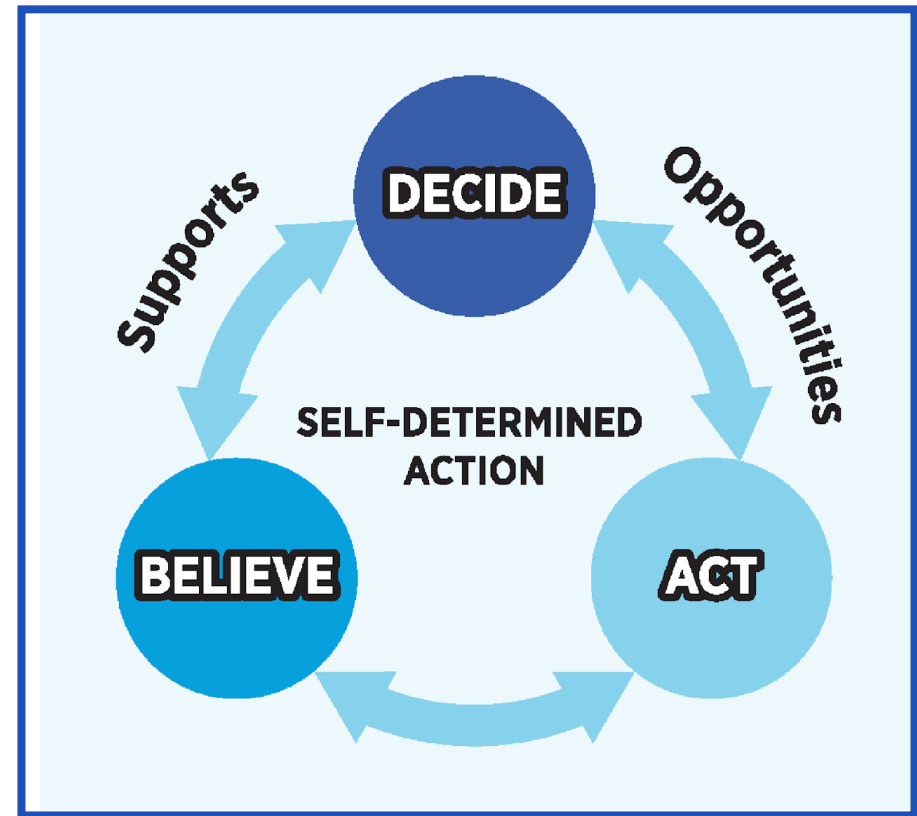 DECIDE
Supports
Opportunities
SELF-DETERMINED
ACTION
BELIEVE
ACT